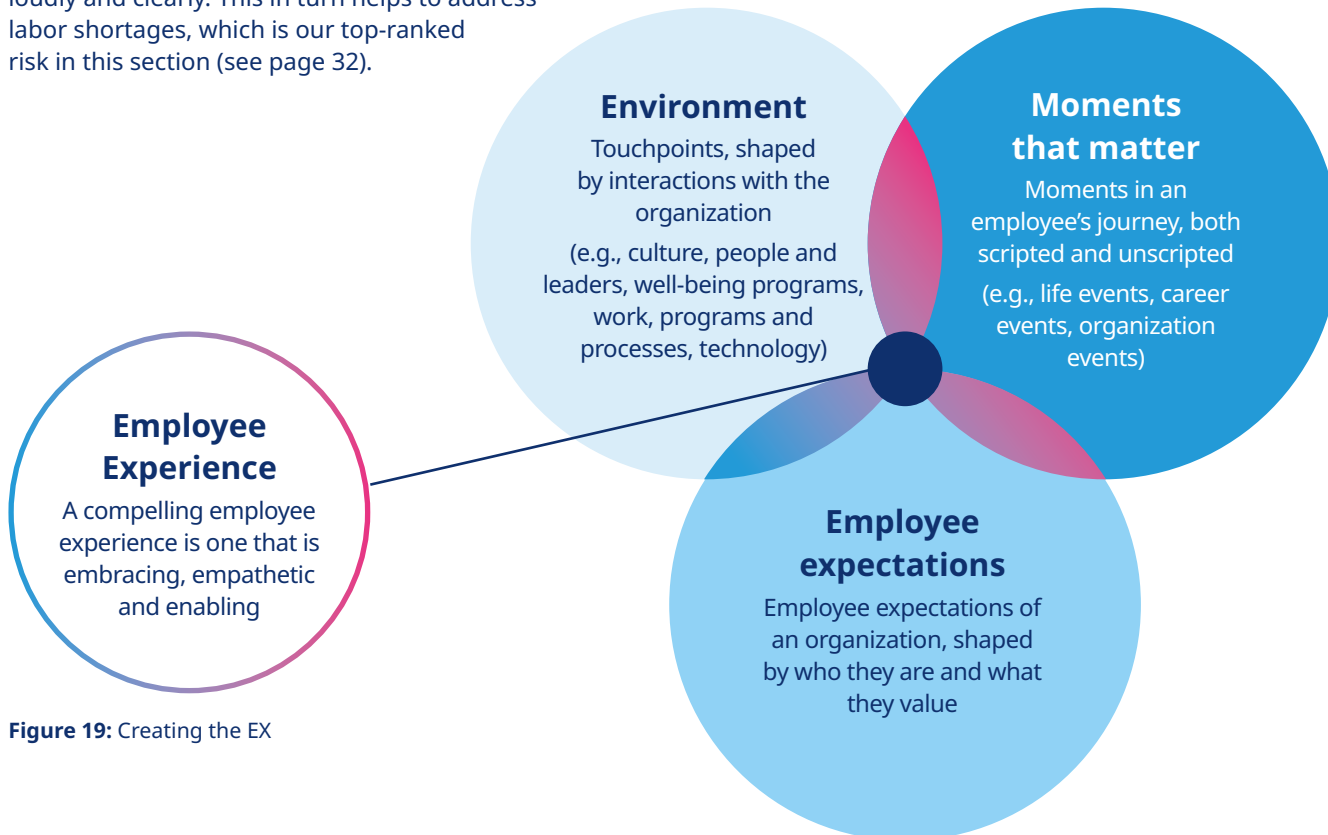 loudly and clearly. This in turn helps to address
labor shortages, which is our top-ranked
risk in this section (see page 32).
Environment
Touchpoints, shaped
by interactions with the
organization
(e.g., culture, people and
leaders, well-being programs,
work, programs and
processes, technology)
Moments
that matter
Moments in an
employee’s journey, both
scripted and unscripted
(e.g., life events, career
events, organization
events)
Employee
Experience
A compelling employee
experience is one that is
embracing, empathetic
and enabling
Employee
expectations
Employee expectations of
an organization, shaped
by who they are and what
they value
Figure 19: Creating the EX